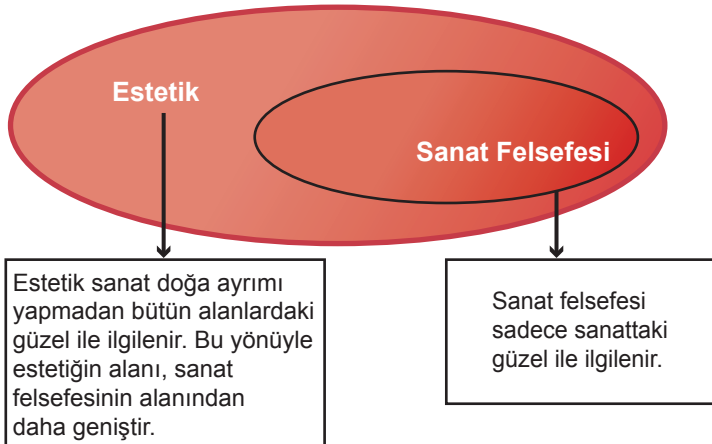 Estetik
Sanat Felsefesi
Estetik sanat doğa ayrımı
yapmadan bütün alanlardaki
güzel ile ilgilenir. Bu yönüyle
estetiğin alanı, sanat
felsefesinin alanından
daha geniştir.
Sanat felsefesi
sadece sanattaki
güzel ile ilgilenir.